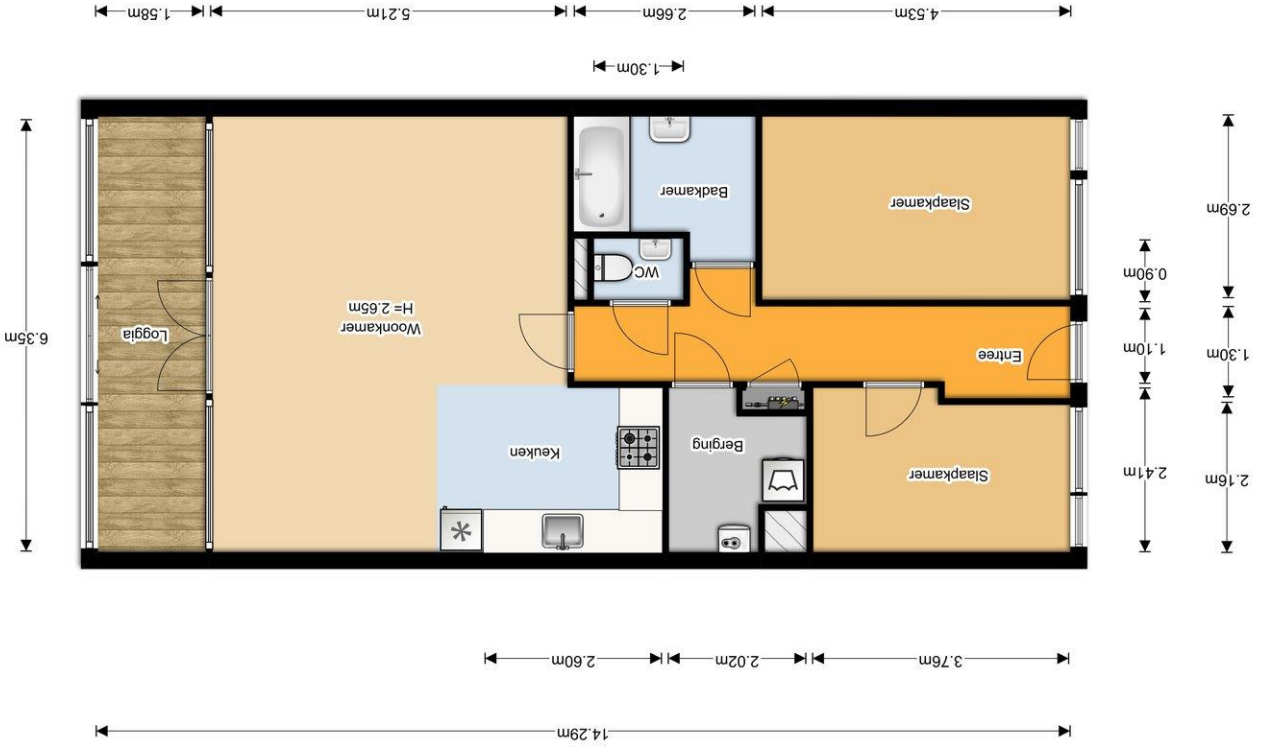 14.29m
3.76m
2.02m
2.60m
2.16m
2.41m
Slaapkamer
Berging
Keuken
1.30m
1.10m
Entree
Woonkamer
H= 2.65m
Loggia
6.35m
0.90m
WC
2.69m
Slaapkamer
Badkamer
1.30m
4.53m
2.66m
5.21m
1.58m